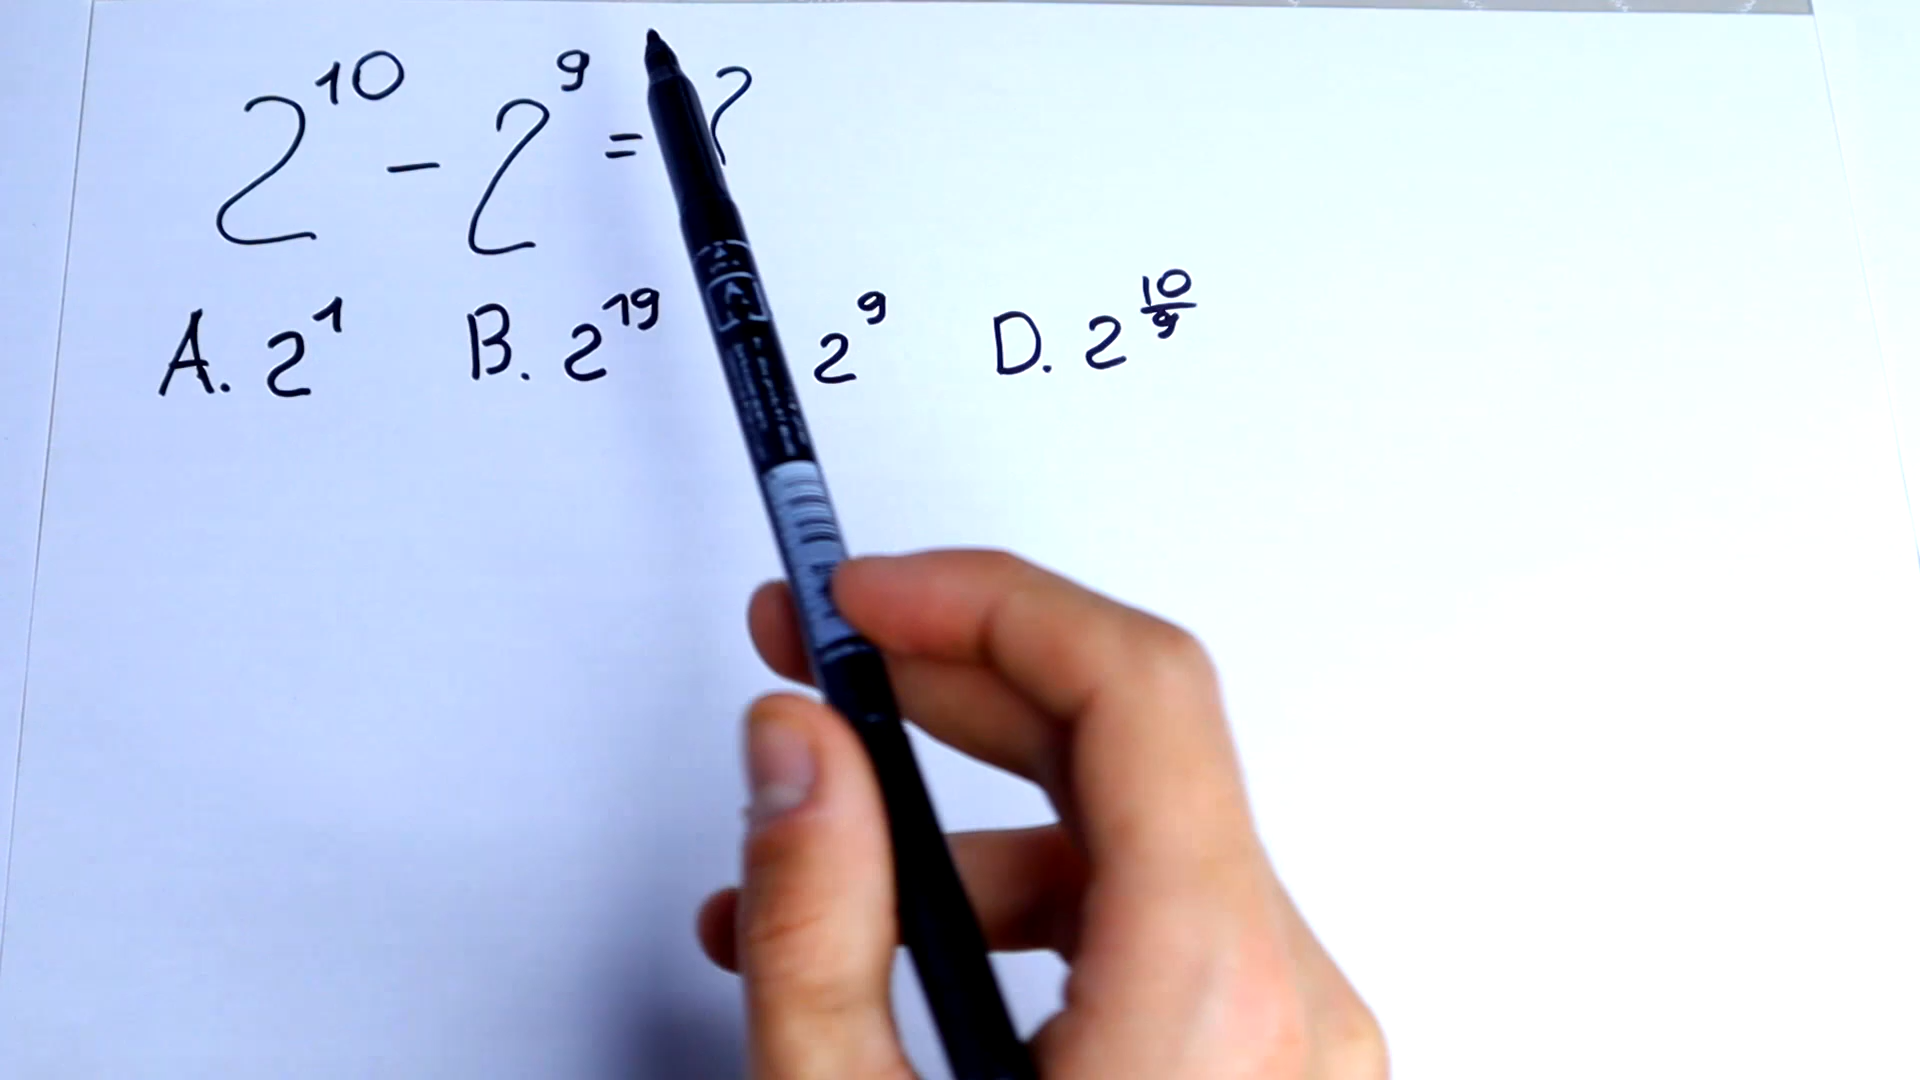 2¹⁰ - 2⁹ = ?
A. 2¹ B. 2¹⁹ 2⁹ D. 2^(10/9)